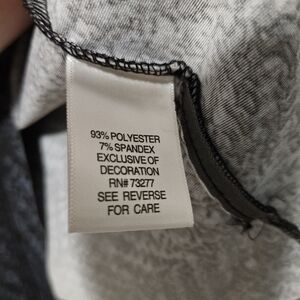 93% POLYESTER
7% SPANDEX
EXCLUSIVE OF
DECORATION
RN# 73277
SEE REVERSE
FOR CARE